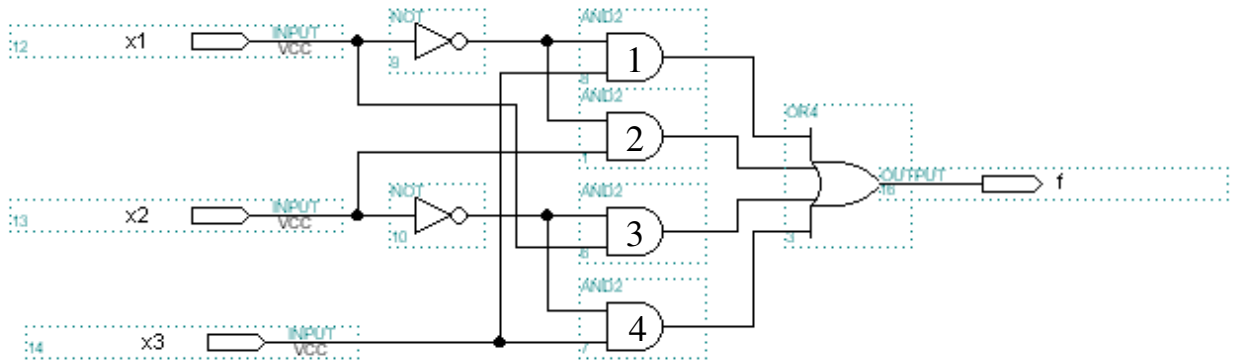 12 x1 INPUT VCC
NOT 9
AND2 1 8
AND2 2 1
OR4 3
OUTPUT 16 f
13 x2 INPUT VCC
NOT 10
AND2 3 6
AND2 4 7
14 x3 INPUT VCC